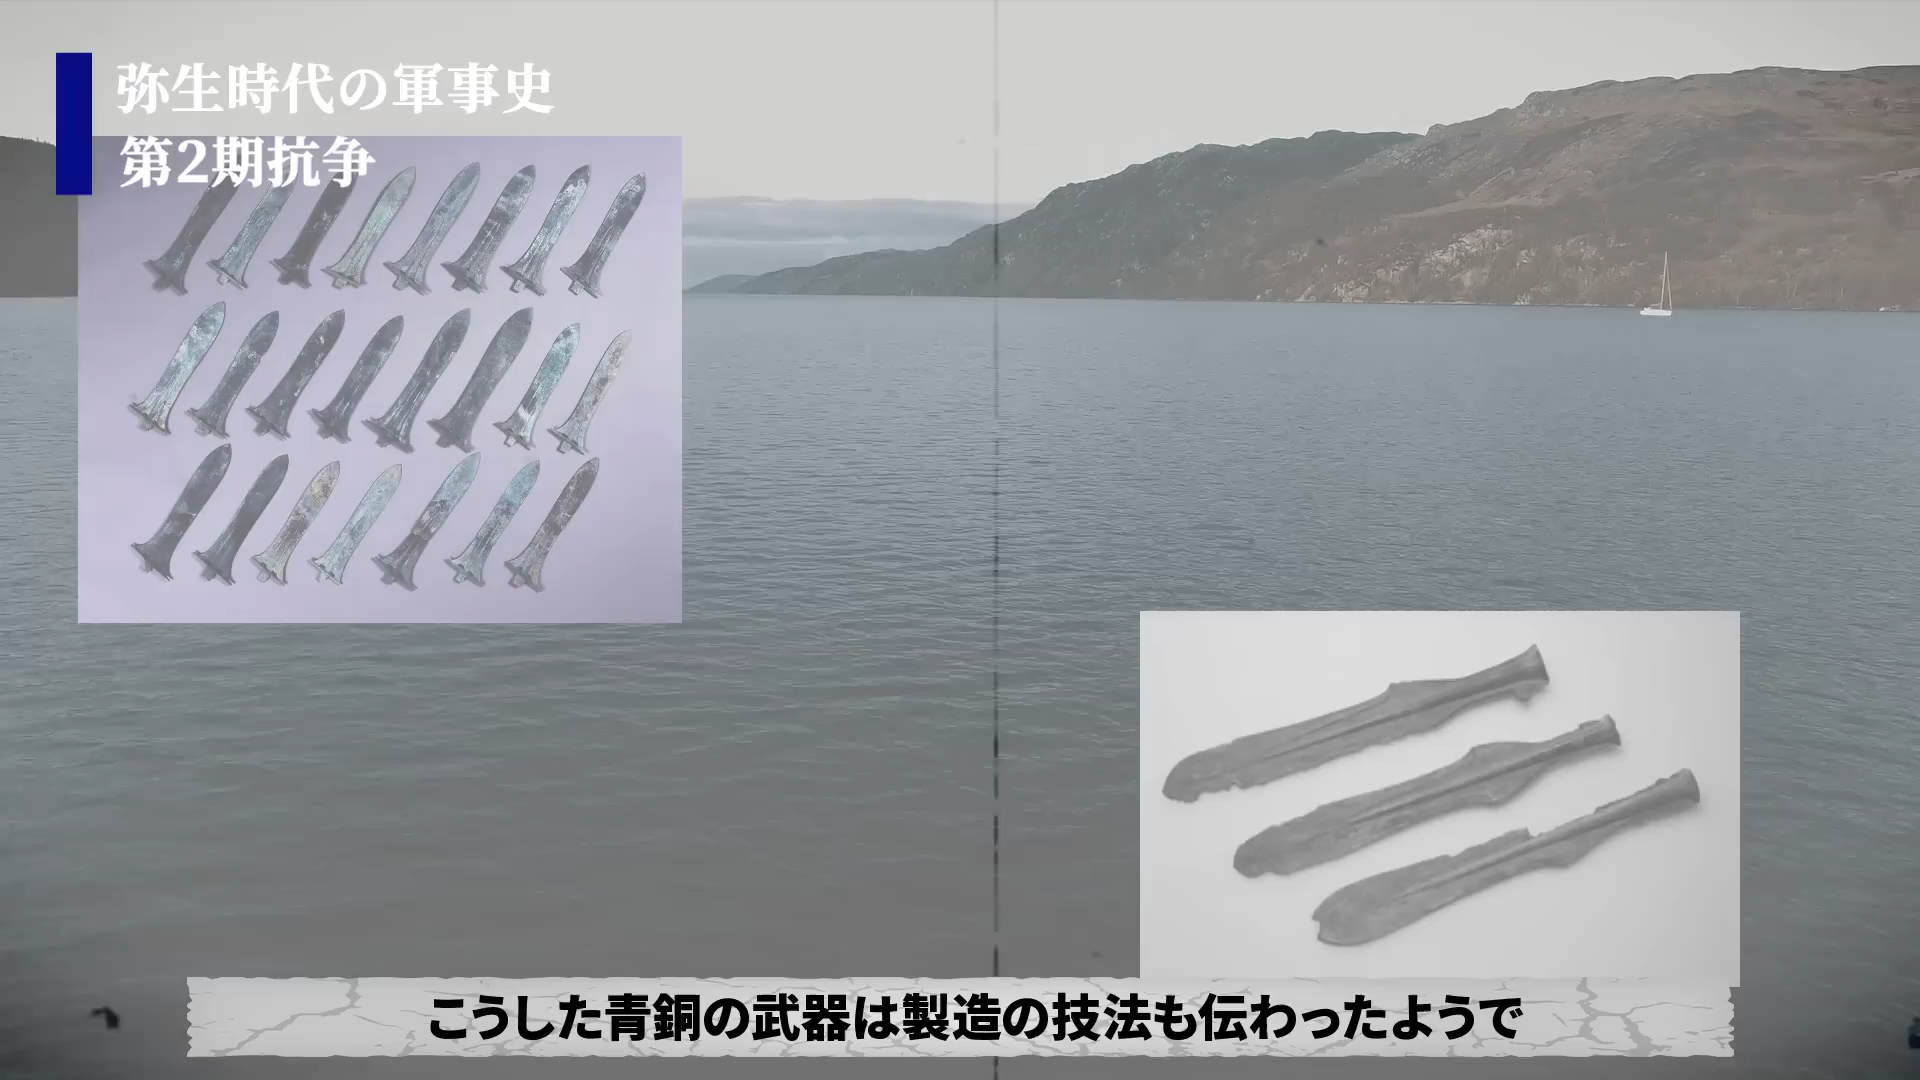 弥生時代の軍事史
第2期抗争
こうした青銅の武器は製造の技法も伝わったようで